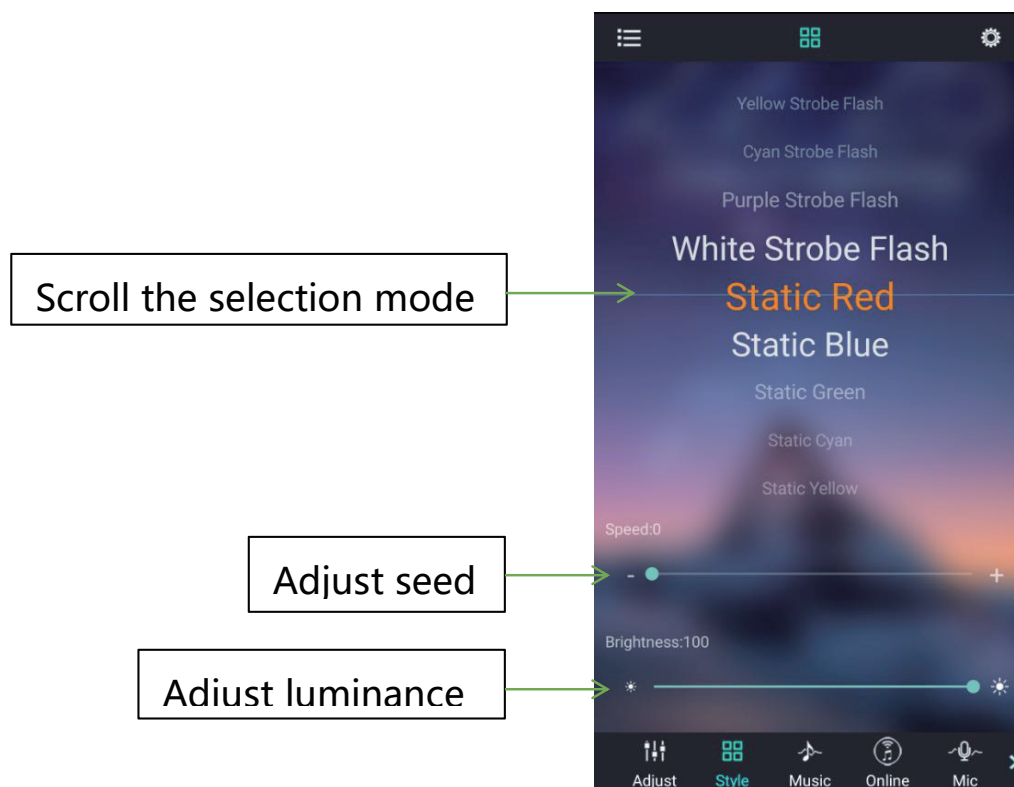 Yellow Strobe Flash
Cyan Strobe Flash
Purple Strobe Flash
White Strobe Flash
Scroll the selection mode
Static Red
Static Blue
Static Green
Static Cyan
Static Yellow
Speed:0
Adjust seed
- +
Brightness:100
Adjust luminance
Adjust Style Music Online Mic